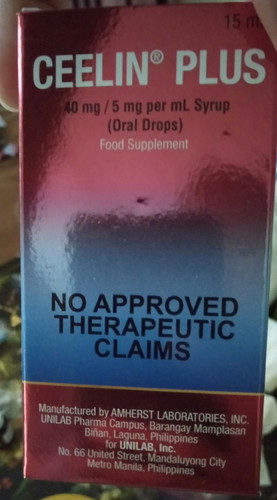 15 mL
CEELIN® PLUS
40 mg / 5 mg per mL Syrup
(Oral Drops)
Food Supplement
NO APPROVED
THERAPEUTIC
CLAIMS
Manufactured by AMHERST LABORATORIES, INC.
UNILAB Pharma Campus, Barangay Mamplasan
Biñan, Laguna, Philippines
for UNILAB, Inc.
No. 66 United Street, Mandaluyong City
Metro Manila, Philippines